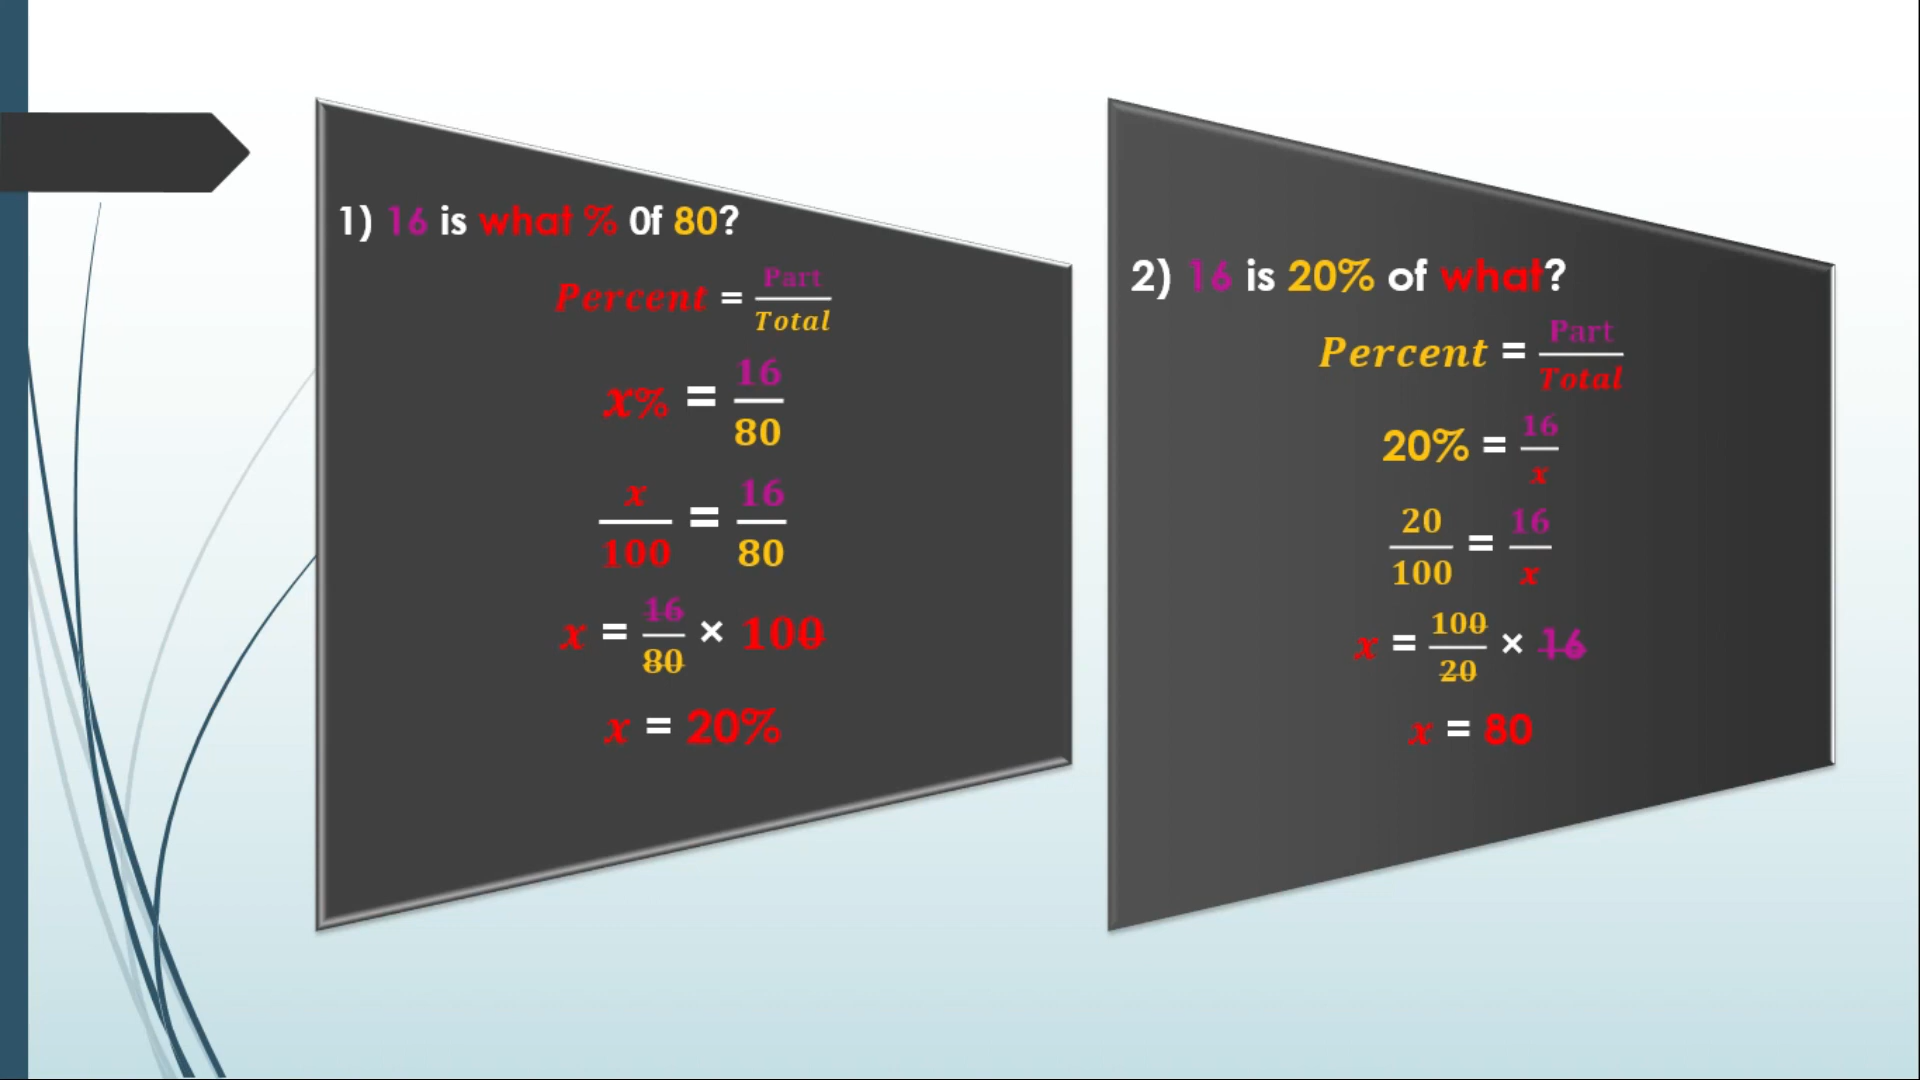 1) 16 is what % 0f 80?
Percent = Part/Total
x% = 16/80
x/100 = 16/80
x = 16/80 × 100
x = 20%
2) 16 is 20% of what?
Percent = Part/Total
20% = 16/x
20/100 = 16/x
x = 100/20 × 16
x = 80